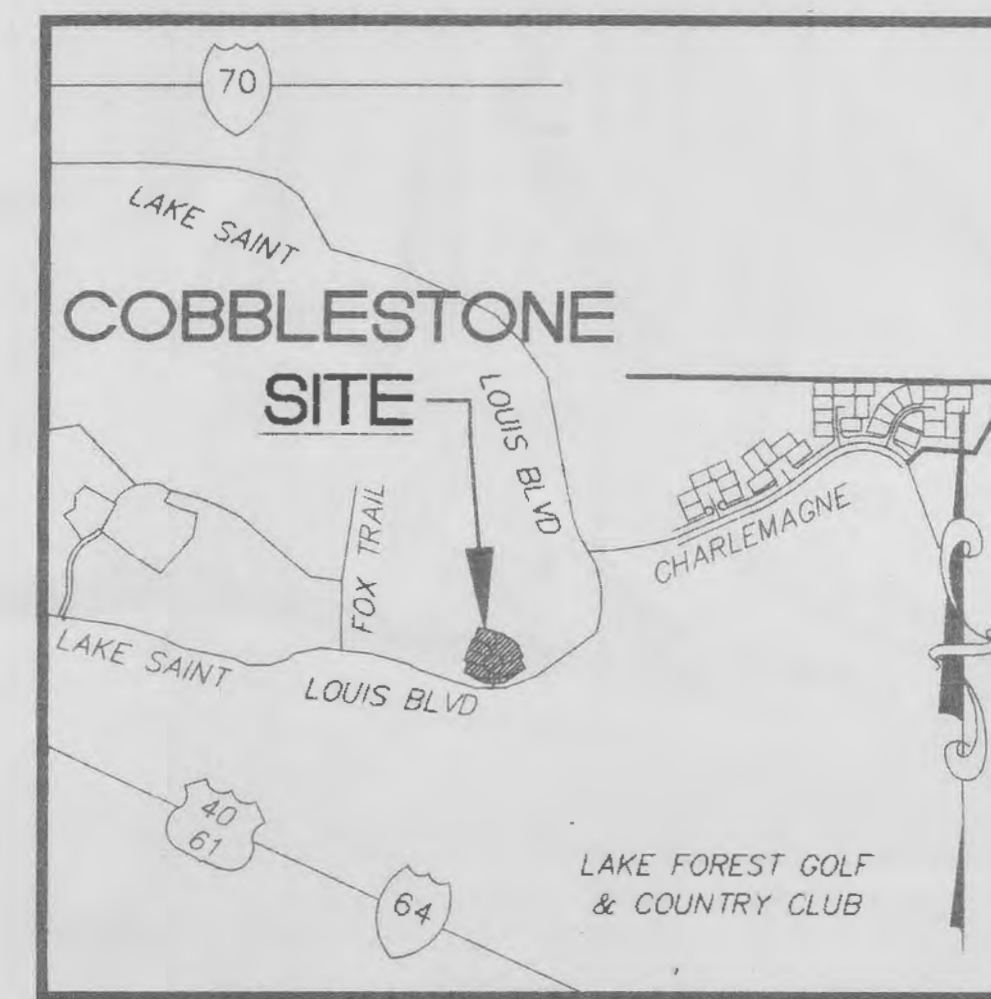 70
LAKE SAINT
COBBLESTONE
SITE
LOUIS BLVD
FOX TRAIL
CHARLEMAGNE
LAKE SAINT
LOUIS BLVD
40
61
64
LAKE FOREST GOLF
& COUNTRY CLUB